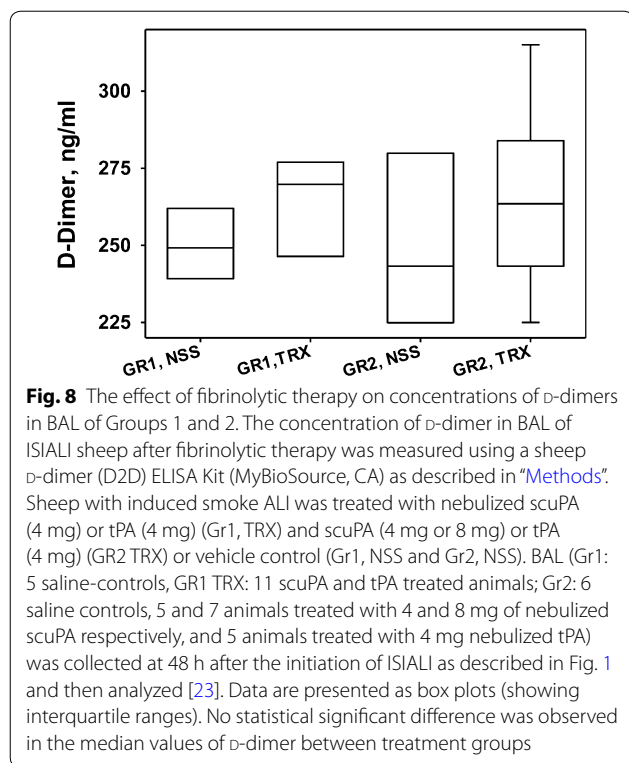 D-Dimer, ng/ml
300
275
250
225
GR1, NSS
GR1,TRX
GR2, NSS
GR2, TRX
Fig. 8 The effect of fibrinolytic therapy on concentrations of D-dimers
in BAL of Groups 1 and 2. The concentration of D-dimer in BAL of
ISIALI sheep after fibrinolytic therapy was measured using a sheep
D-dimer (D2D) ELISA Kit (MyBioSource, CA) as described in “Methods”.
Sheep with induced smoke ALI was treated with nebulized scuPA
(4 mg) or tPA (4 mg) (Gr1, TRX) and scuPA (4 mg or 8 mg) or tPA
(4 mg) (GR2 TRX) or vehicle control (Gr1, NSS and Gr2, NSS). BAL (Gr1:
5 saline-controls, GR1 TRX: 11 scuPA and tPA treated animals; Gr2: 6
saline controls, 5 and 7 animals treated with 4 and 8 mg of nebulized
scuPA respectively, and 5 animals treated with 4 mg nebulized tPA)
was collected at 48 h after the initiation of ISIALI as described in Fig. 1
and then analyzed [23]. Data are presented as box plots (showing
interquartile ranges). No statistical significant difference was observed
in the median values of D-dimer between treatment groups